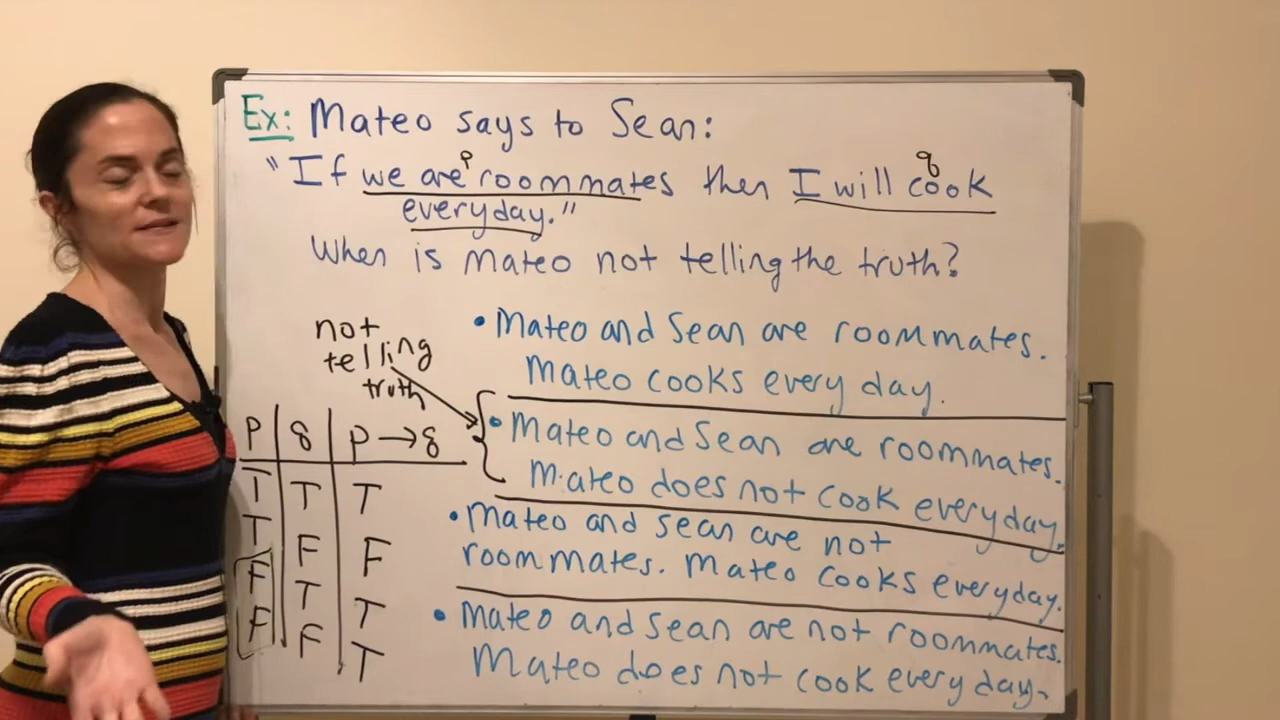 Ex: Mateo says to Sean:
p q
"If we are roommates then I will cook
everyday."
When is Mateo not telling the truth?
not
telling
truth
• Mateo and Sean are roommates.
Mateo cooks every day.
• Mateo and Sean are roommates.
Mateo does not cook everyday.
• Mateo and Sean are not
roommates. Mateo cooks everyday.
• Mateo and Sean are not roommates.
Mateo does not cook every day.
p q p → q
T T T
T F F
F T T
F F T